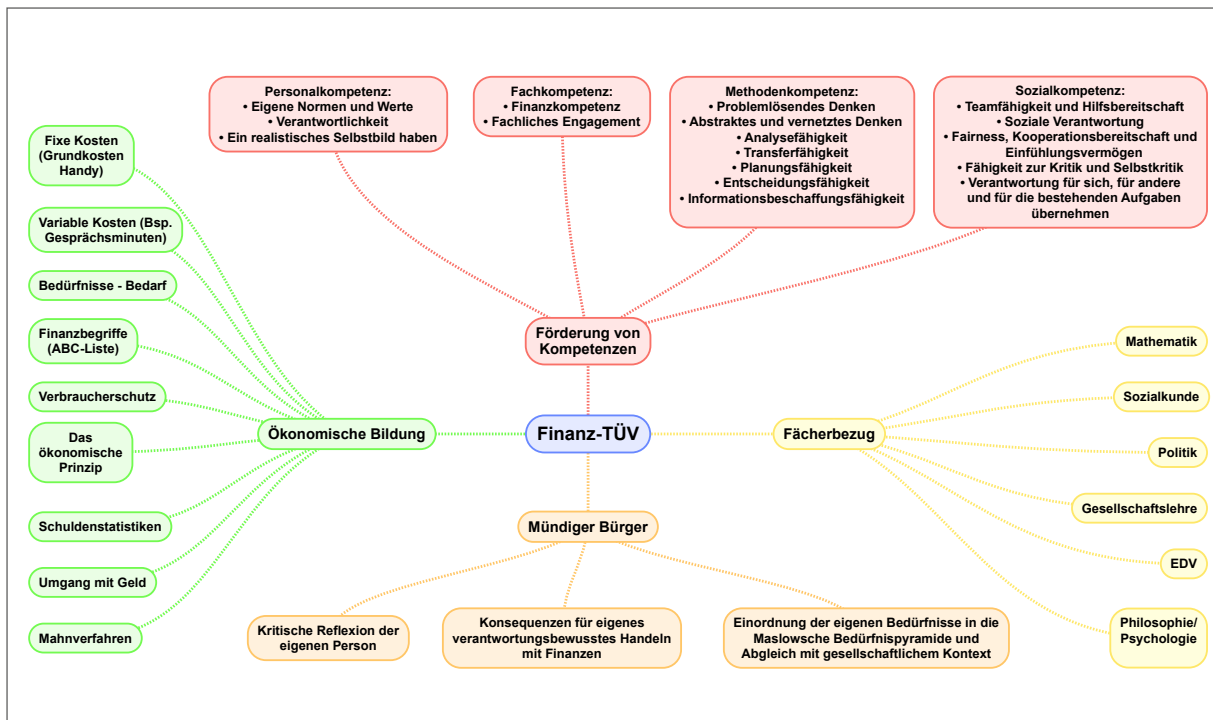 Personalkompetenz:
• Eigene Normen und Werte
• Verantwortlichkeit
• Ein realistisches Selbstbild haben
Fachkompetenz:
• Finanzkompetenz
• Fachliches Engagement
Methodenkompetenz:
• Problemlösendes Denken
• Abstraktes und vernetztes Denken
• Analysefähigkeit
• Transferfähigkeit
• Planungsfähigkeit
• Entscheidungsfähigkeit
• Informationsbeschaffungsfähigkeit
Sozialkompetenz:
• Teamfähigkeit und Hilfsbereitschaft
• Soziale Verantwortung
• Fairness, Kooperationsbereitschaft und
Einfühlungsvermögen
• Fähigkeit zur Kritik und Selbstkritik
• Verantwortung für sich, für andere
und für die bestehenden Aufgaben
übernehmen
Förderung von
Kompetenzen
Fixe Kosten
(Grundkosten
Handy)
Variable Kosten (Bsp.
Gesprächsminuten)
Bedürfnisse - Bedarf
Finanzbegriffe
(ABC-Liste)
Verbraucherschutz
Das
ökonomische
Prinzip
Schuldenstatistiken
Umgang mit Geld
Mahnverfahren
Ökonomische Bildung
Finanz-TÜV
Fächerbezug
Mathematik
Sozialkunde
Politik
Gesellschaftslehre
EDV
Philosophie/
Psychologie
Mündiger Bürger
Kritische Reflexion der
eigenen Person
Konsequenzen für eigenes
verantwortungsbewusstes Handeln
mit Finanzen
Einordnung der eigenen Bedürfnisse in die
Maslowsche Bedürfnispyramide und
Abgleich mit gesellschaftlichem Kontext